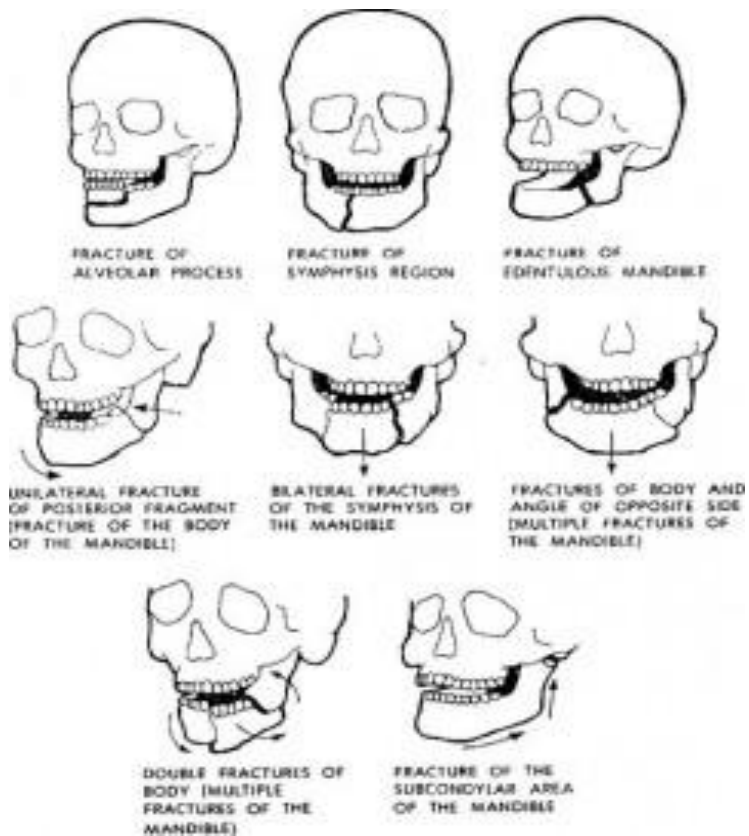 FRACTURE OF
ALVEOLAR PROCESS
FRACTURE OF
SYMPHYSIS REGION
FRACTURE OF
EDENTULOUS MANDIBLE
UNILATERAL FRACTURE
OF POSTERIOR FRAGMENT
(FRACTURE OF THE BODY
OF THE MANDIBLE)
BILATERAL FRACTURES
OF THE SYMPHYSIS OF
THE MANDIBLE
FRACTURES OF BODY AND
ANGLE OF OPPOSITE SIDE
(MULTIPLE FRACTURES OF
THE MANDIBLE)
DOUBLE FRACTURES OF
BODY (MULTIPLE
FRACTURES OF THE
MANDIBLE)
FRACTURE OF THE
SUBCONDYLAR AREA
OF THE MANDIBLE